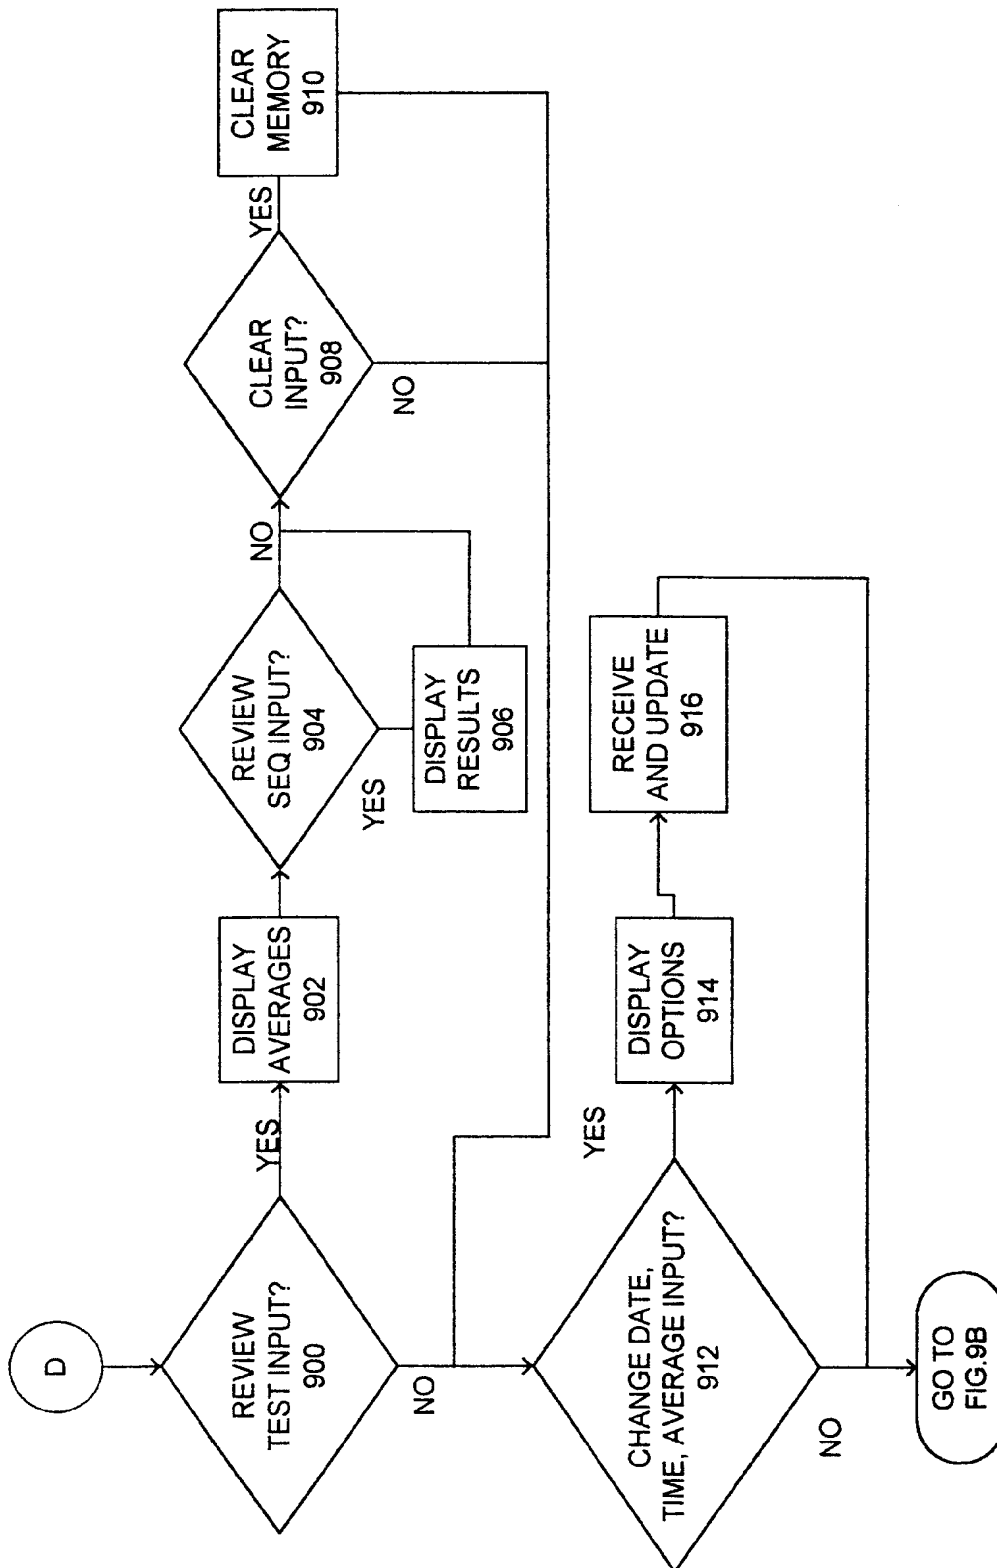 D
REVIEW
TEST INPUT?
900
YES
NO
DISPLAY
AVERAGES
902
REVIEW
SEQ INPUT?
904
NO
YES
DISPLAY
RESULTS
906
CLEAR
INPUT?
908
YES
NO
CLEAR
MEMORY
910
CHANGE DATE,
TIME, AVERAGE INPUT?
912
YES
NO
DISPLAY
OPTIONS
914
RECEIVE
AND UPDATE
916
GO TO
FIG.9B